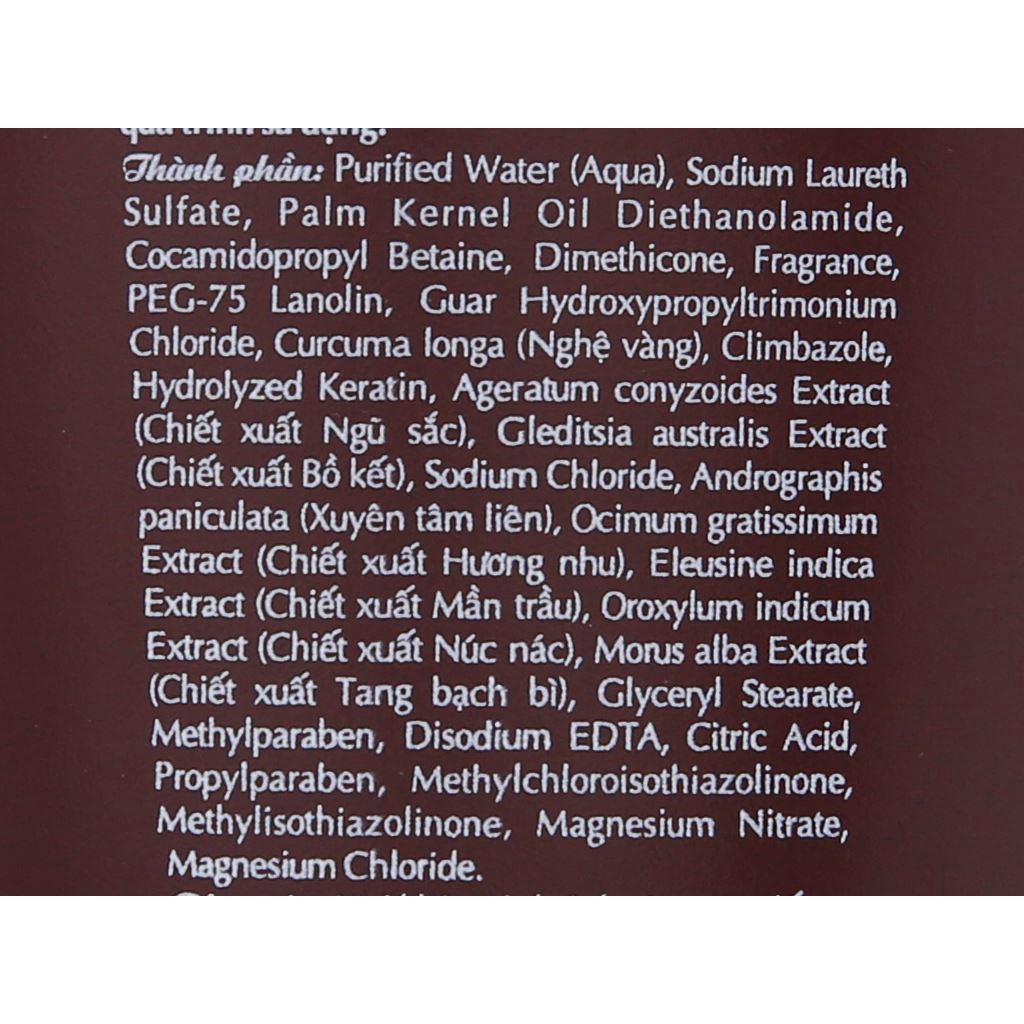 quá trình sử dụng.
Thành phần: Purified Water (Aqua), Sodium Laureth
Sulfate, Palm Kernel Oil Diethanolamide,
Cocamidopropyl Betaine, Dimethicone, Fragrance,
PEG-75 Lanolin, Guar Hydroxypropyltrimonium
Chloride, Curcuma longa (Nghệ vàng), Climbazole,
Hydrolyzed Keratin, Ageratum conyzoides Extract
(Chiết xuất Ngũ sắc), Gleditsia australis Extract
(Chiết xuất Bồ kết), Sodium Chloride, Andrographis
paniculata (Xuyên tâm liên), Ocimum gratissimum
Extract (Chiết xuất Hương nhu), Eleusine indica
Extract (Chiết xuất Mần trầu), Oroxylum indicum
Extract (Chiết xuất Núc nác), Morus alba Extract
(Chiết xuất Tang bạch bì), Glyceryl Stearate,
Methylparaben, Disodium EDTA, Citric Acid,
Propylparaben, Methylchloroisothiazolinone,
Methylisothiazolinone, Magnesium Nitrate,
Magnesium Chloride.